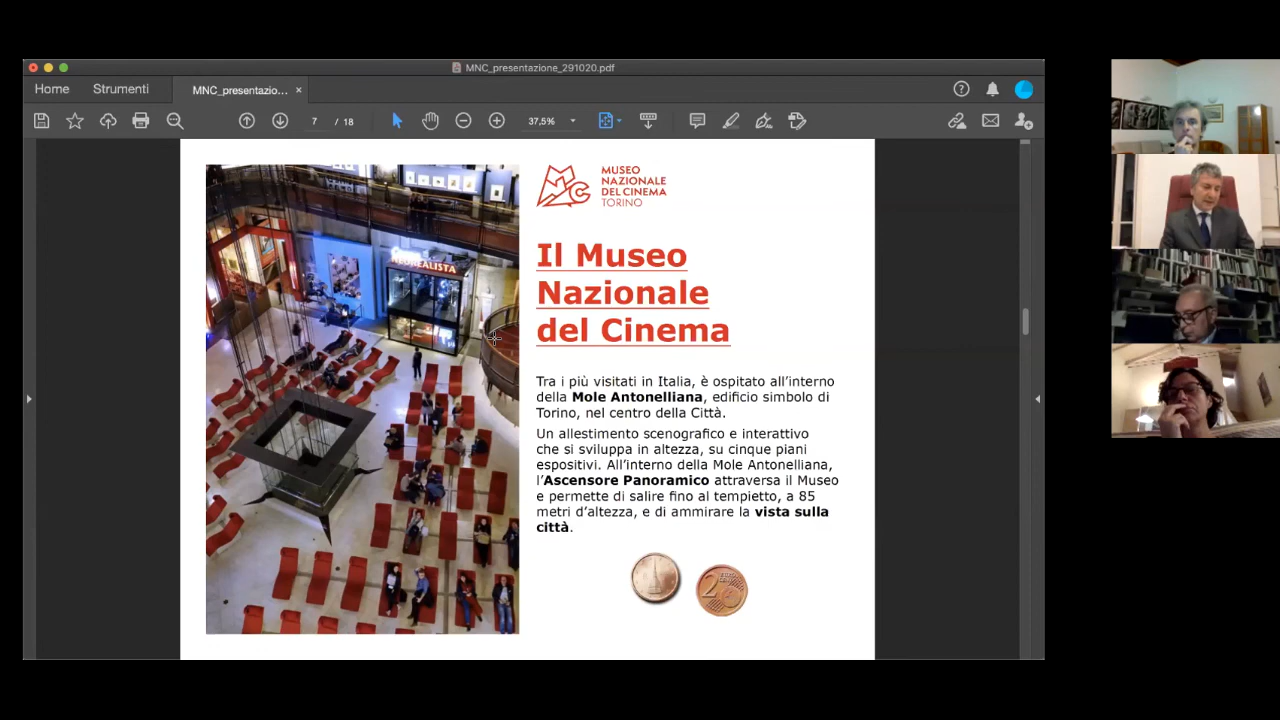 MNC_presentazione_291020.pdf
Home
Strumenti
MNC_presentazio... ×
7 / 18
37,5%
MUSEO
NAZIONALE
DEL CINEMA
TORINO
Il Museo
Nazionale
del Cinema
Tra i più visitati in Italia, è ospitato all’interno
della Mole Antonelliana, edificio simbolo di
Torino, nel centro della Città.
Un allestimento scenografico e interattivo
che si sviluppa in altezza, su cinque piani
espositivi. All’interno della Mole Antonelliana,
l’Ascensore Panoramico attraversa il Museo
e permette di salire fino al tempietto, a 85
metri d’altezza, e di ammirare la vista sulla
città.
2